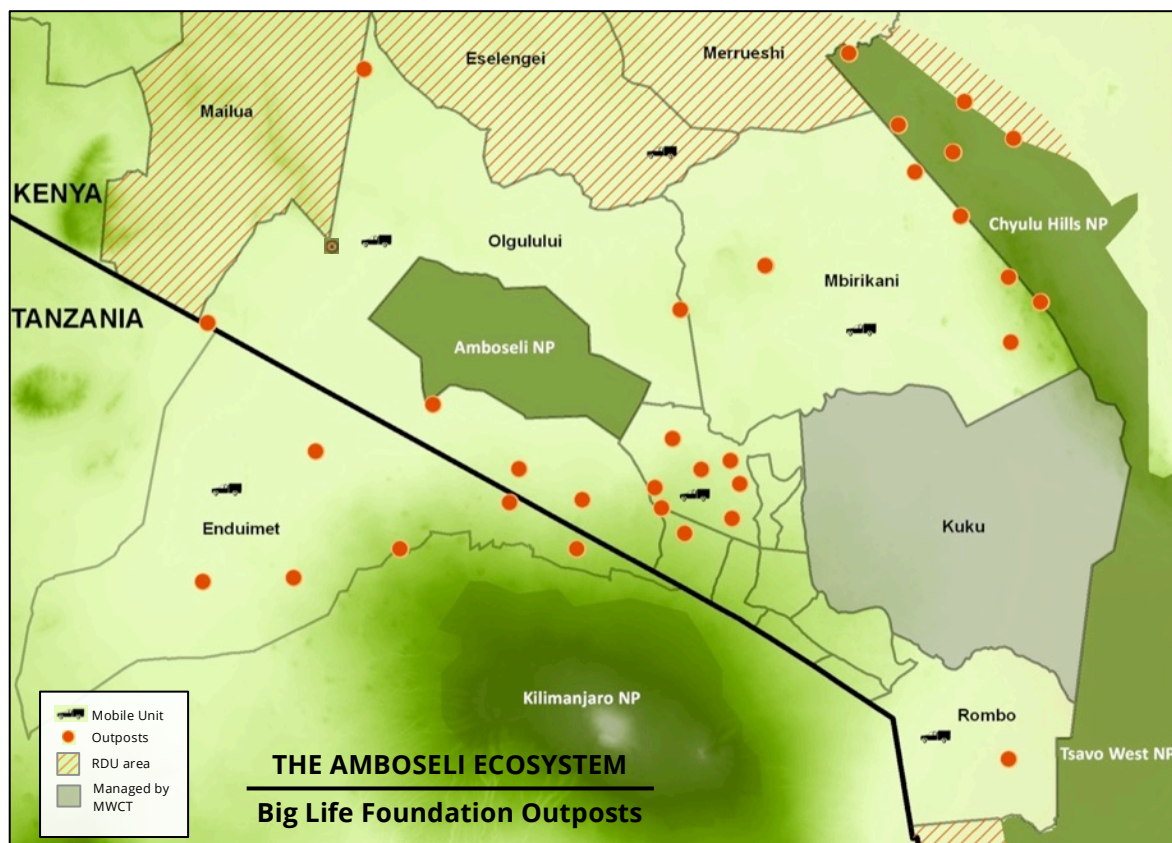 Eselengei
Merrueshi
Mailua
KENYA
Chyulu Hills NP
Olgulului
Mbirikani
TANZANIA
Amboseli NP
Enduimet
Kuku
Kilimanjaro NP
Rombo
Tsavo West NP
Mobile Unit
Outposts
RDU area
Managed by
MWCT
THE AMBOSELI ECOSYSTEM
Big Life Foundation Outposts